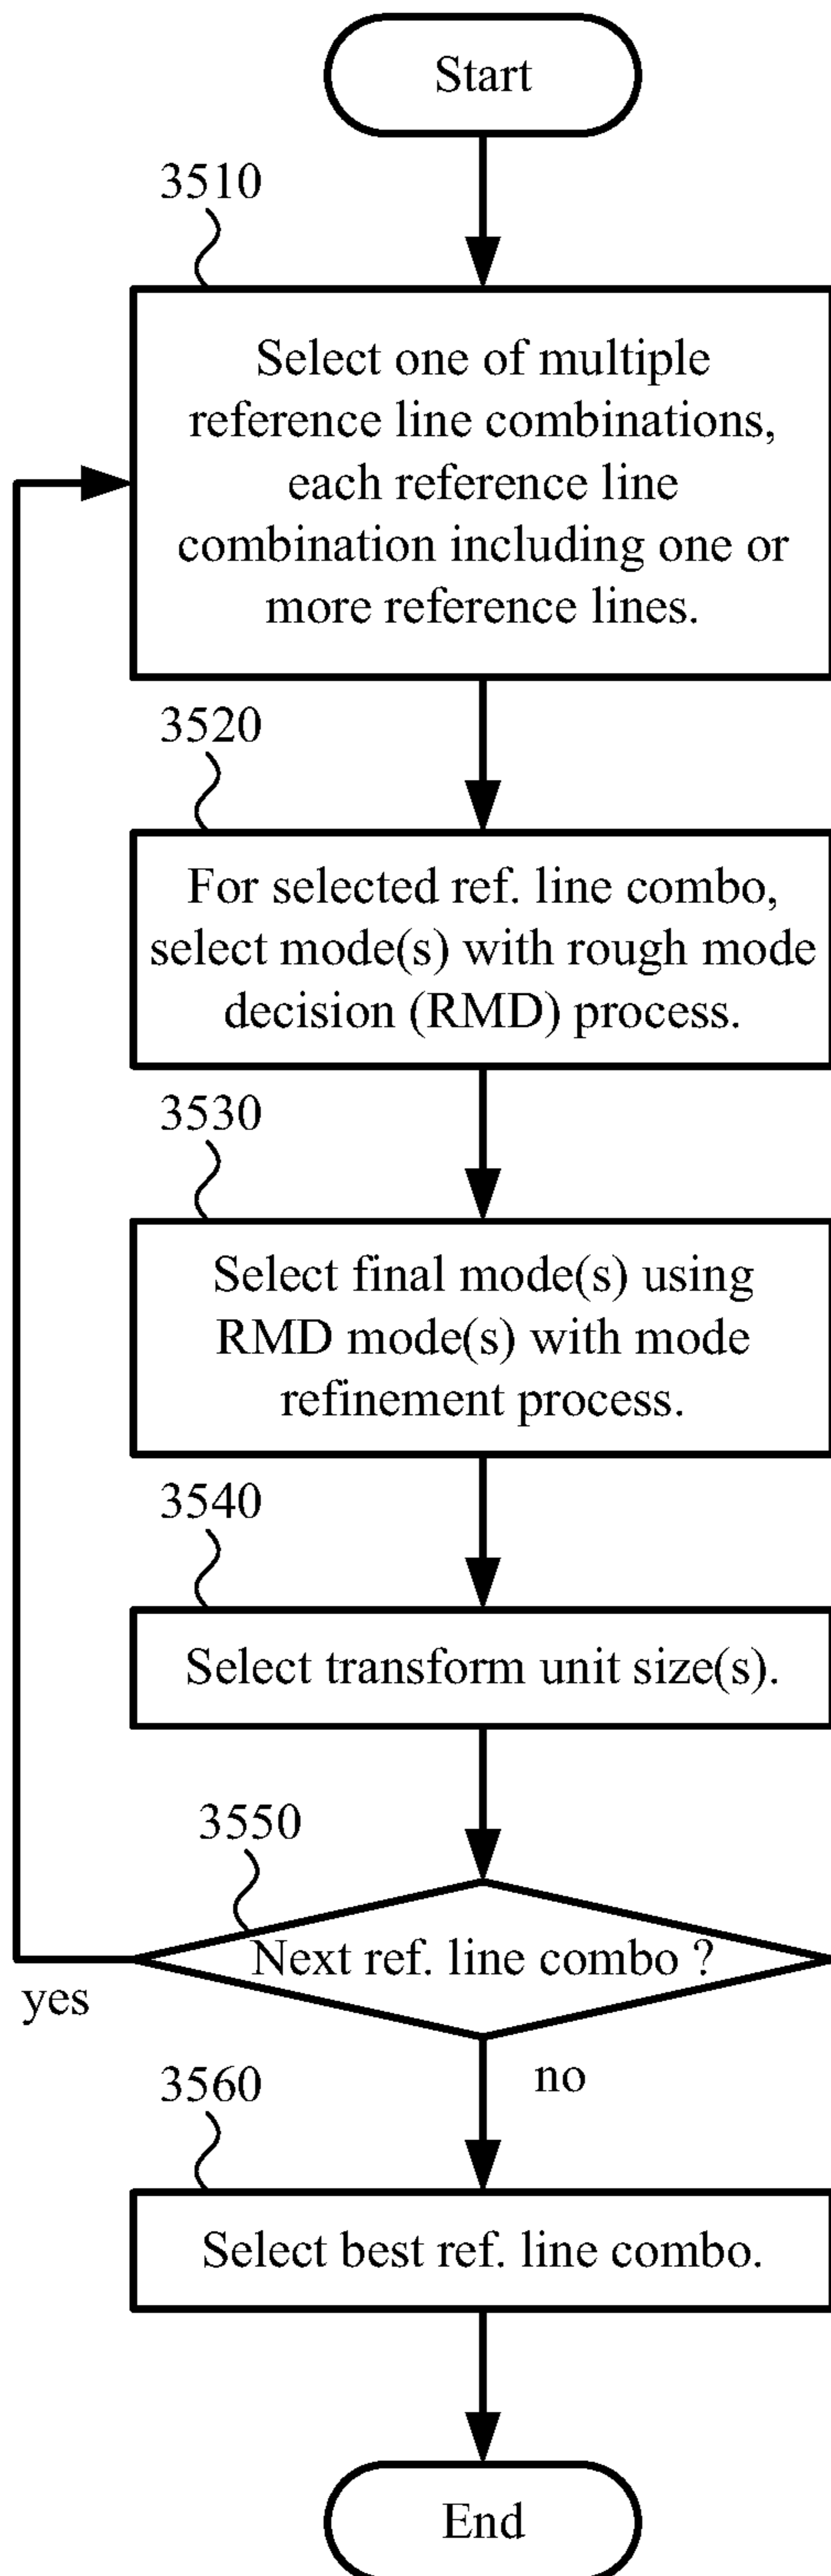 Start
3510
Select one of multiple
reference line combinations,
each reference line
combination including one or
more reference lines.
3520
For selected ref. line combo,
select mode(s) with rough mode
decision (RMD) process.
3530
Select final mode(s) using
RMD mode(s) with mode
refinement process.
3540
Select transform unit size(s).
3550
Next ref. line combo ?
yes
no
3560
Select best ref. line combo.
End